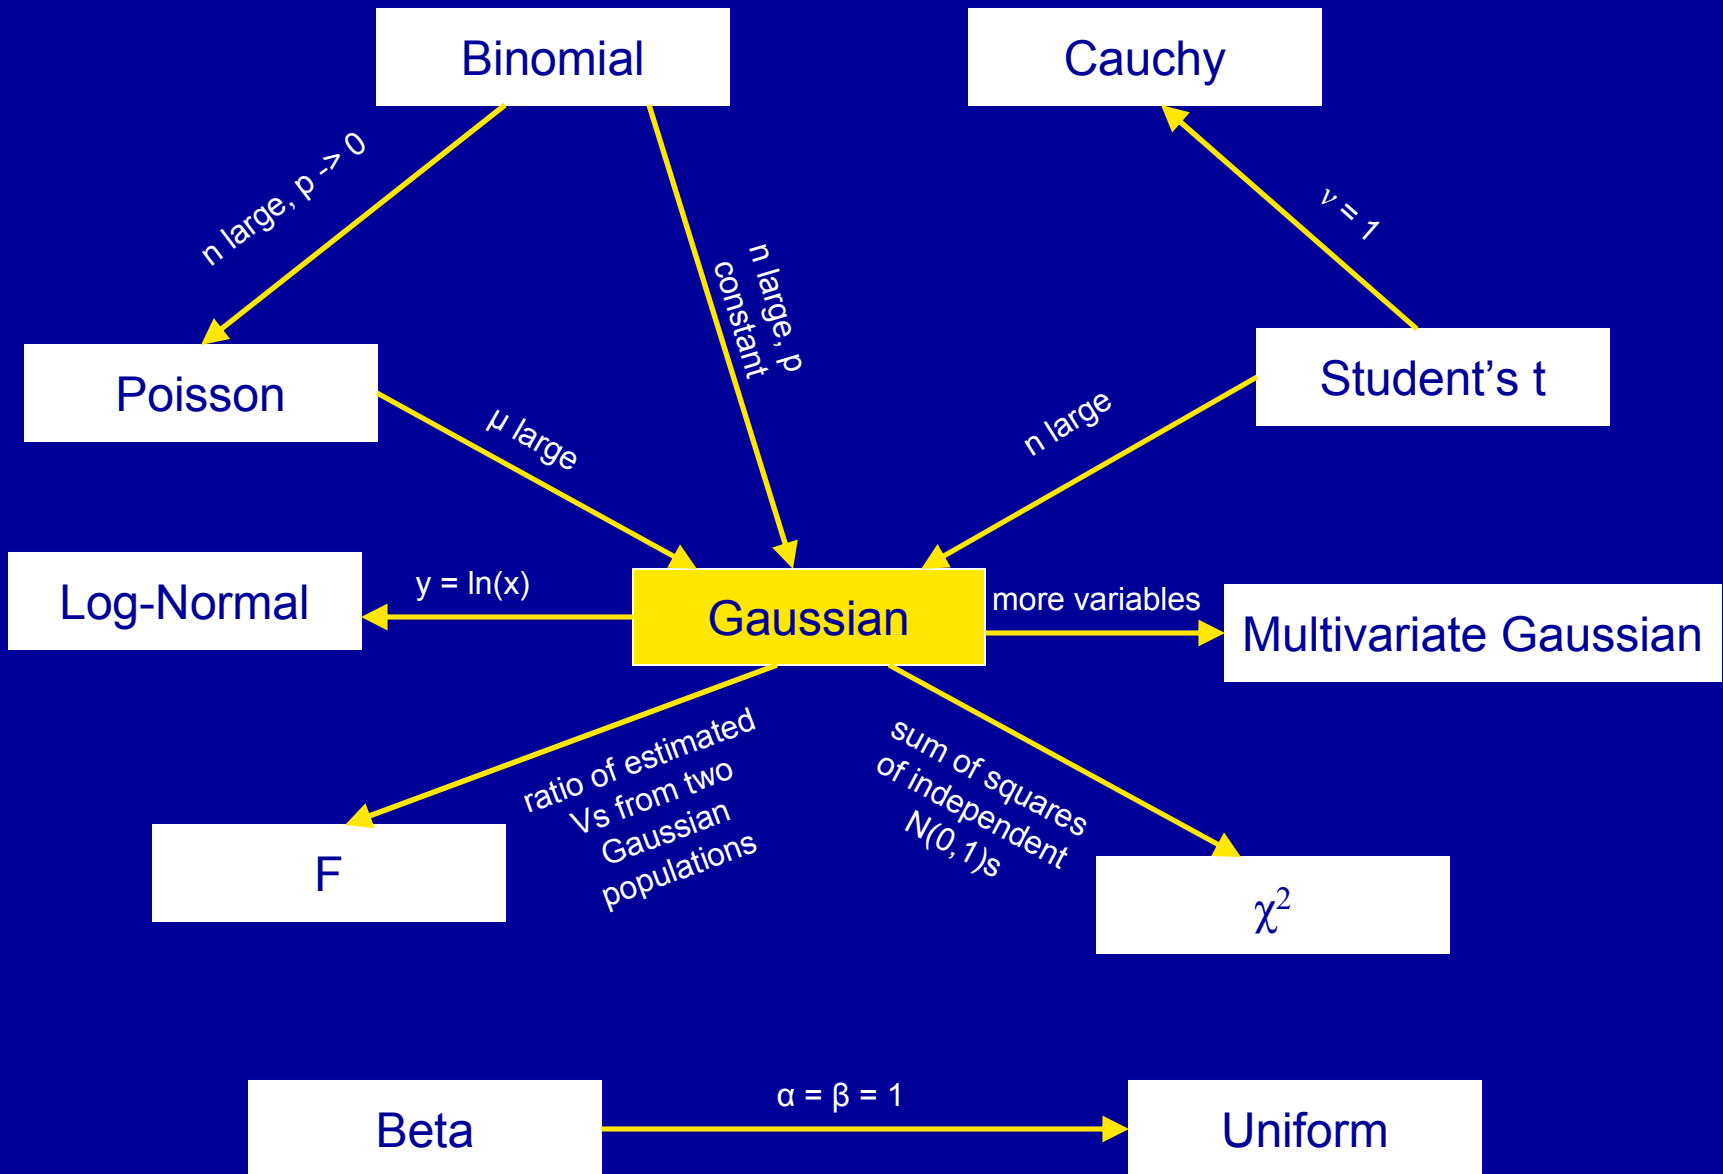 Binomial
Cauchy
n large, p -> 0
ν = 1
n large, p
constant
Poisson
Student’s t
μ large
n large
Log-Normal
y = ln(x)
Gaussian
more variables
Multivariate Gaussian
ratio of estimated
Vs from two
Gaussian
populations
sum of squares
of independent
N(0,1)s
F
χ²
Beta
α = β = 1
Uniform